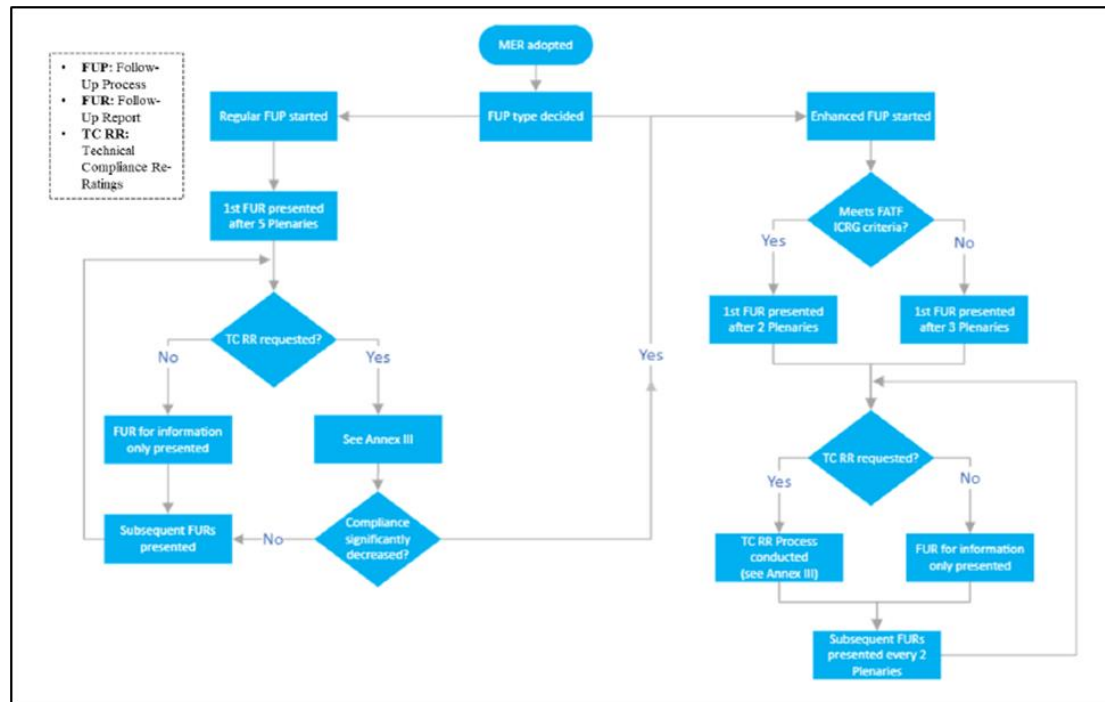 MER adopted
• FUP: Follow-
Up Process
• FUR: Follow-
Up Report
• TC RR:
Technical
Compliance Re-
Ratings
Regular FUP started
FUP type decided
Enhanced FUP started
1st FUR presented
after 5 Plenaries
Meets FATF
ICRG criteria?
Yes
No
1st FUR presented
after 2 Plenaries
1st FUR presented
after 3 Plenaries
TC RR requested?
No
Yes
Yes
FUR for information
only presented
See Annex III
TC RR requested?
Yes
No
Subsequent FURs
presented
No
Compliance
significantly
decreased?
TC RR Process
conducted
(see Annex III)
FUR for information
only presented
Subsequent FURs
presented every 2
Plenaries